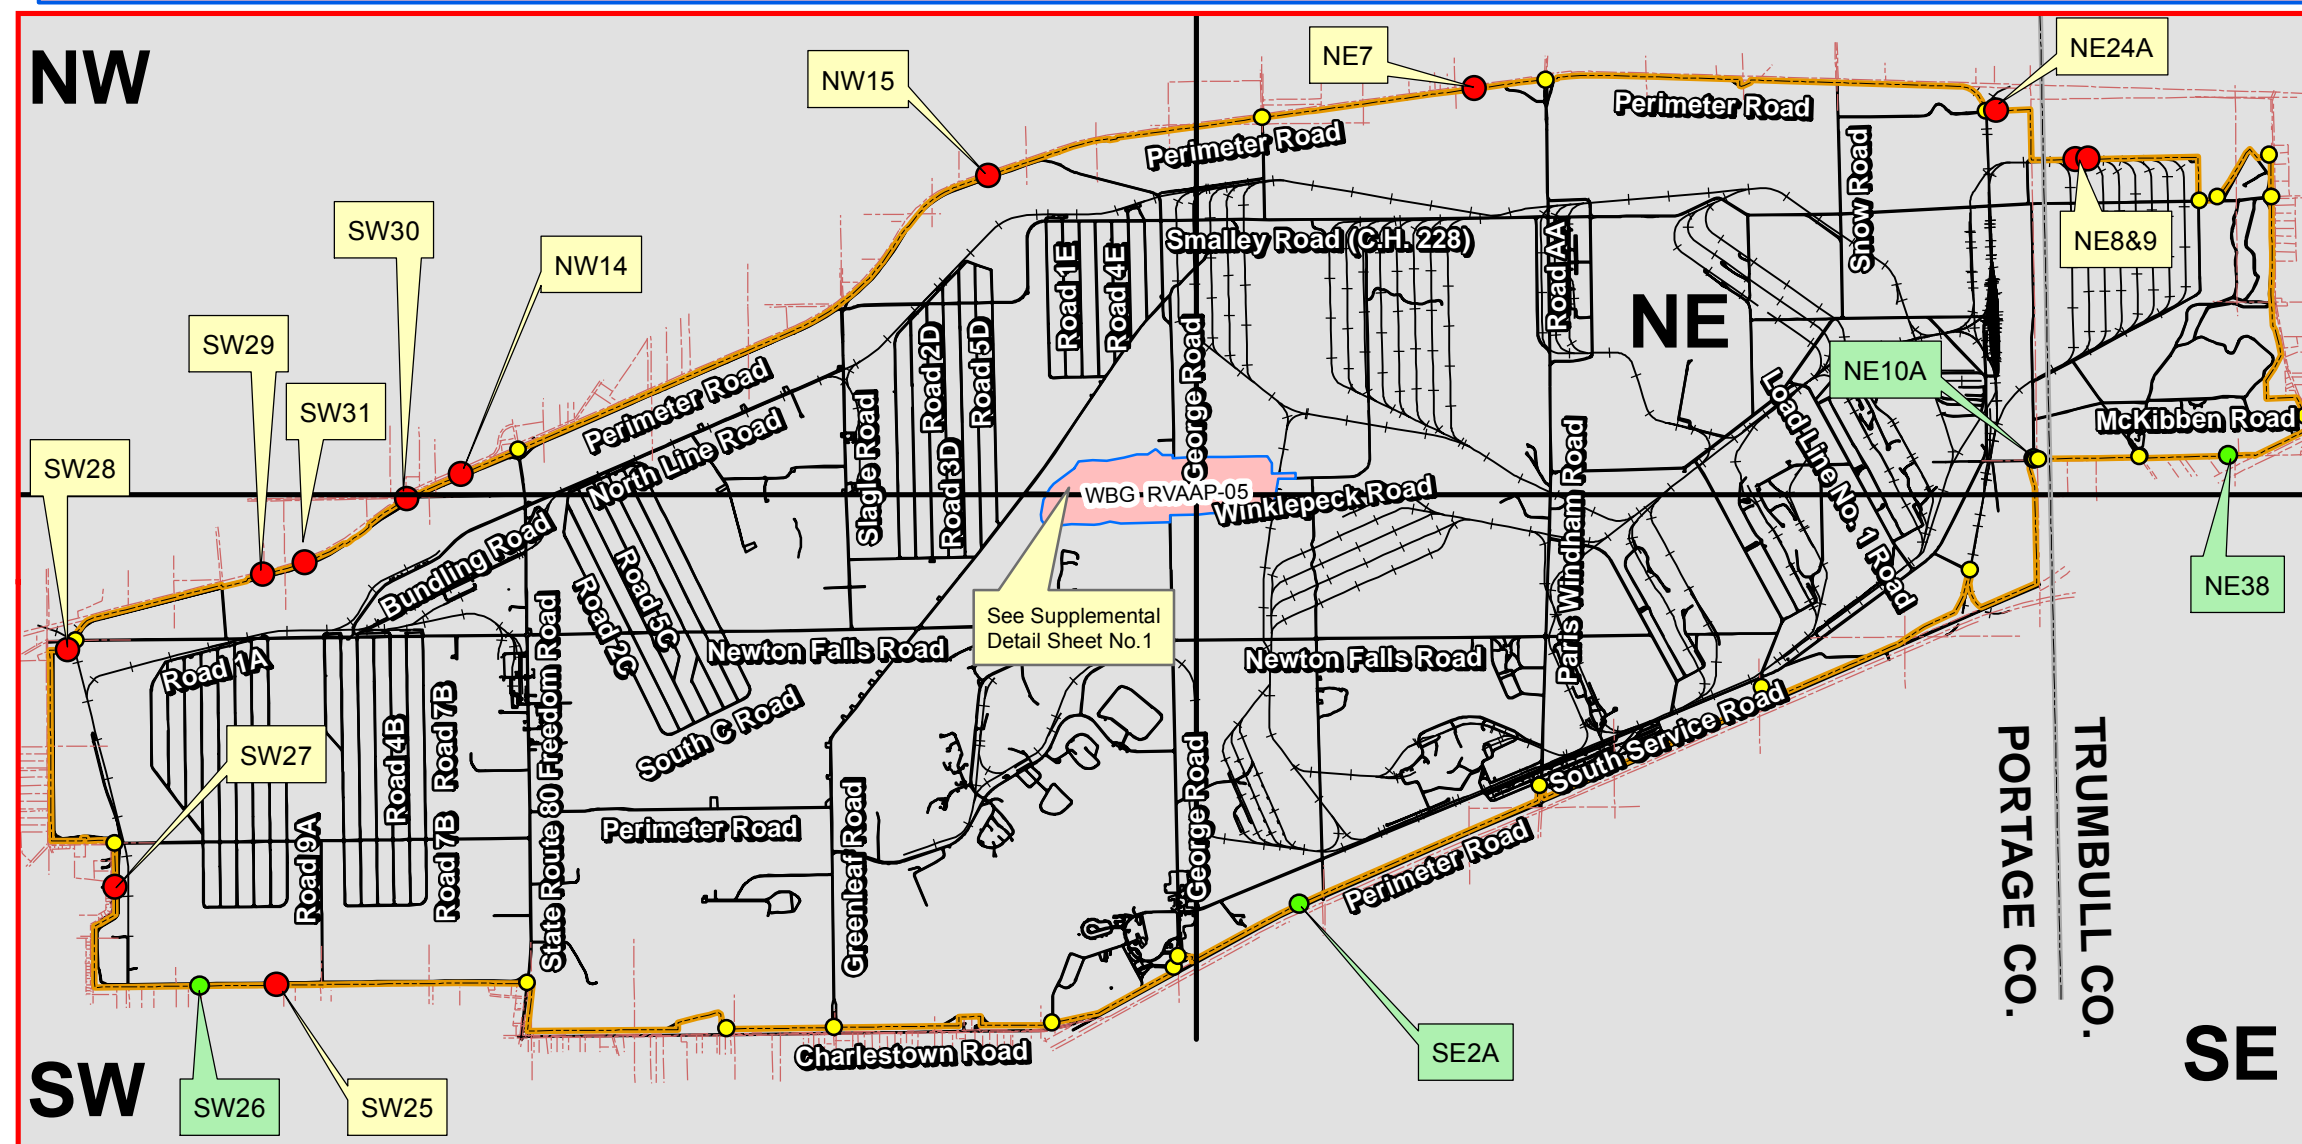 NW
NW15
NE7
NE24A
Perimeter Road
Perimeter Road
Snow Road
SW30
NW14
NE8&9
Smalley Road (C.H. 228)
Road 1E
Road 4E
Road AA
NE
SW29
SW31
Road 2D
Road 5D
George Road
NE10A
Perimeter Road
North Line Road
Slagle Road
Road 3D
Load Line No. 1 Road
McKibben Road
SW28
WBG RVAAP-05
Winklepeck Road
Paris Windham Road
Bundling Road
Road 5C
Road 2C
NE38
See Supplemental
Detail Sheet No.1
Newton Falls Road
Newton Falls Road
Road 1A
State Route 80 Freedom Road
South C Road
South Service Road
SW27
Road 4B
Road 7B
Road 7B
Road 9A
Perimeter Road
Greenleaf Road
George Road
Perimeter Road
PORTAGE CO.
TRUMBULL CO.
Charlestown Road
SE2A
SE
SW
SW26
SW25